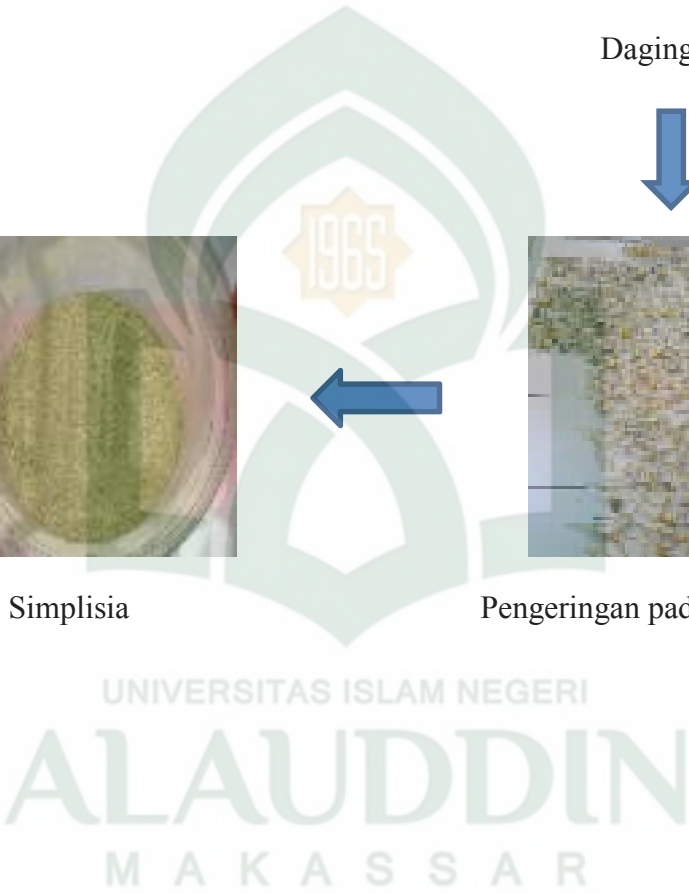 Daging
1965
Simplisia
Pengeringan pad
UNIVERSITAS ISLAM NEGERI
ALAUDDIN
MAKASSAR